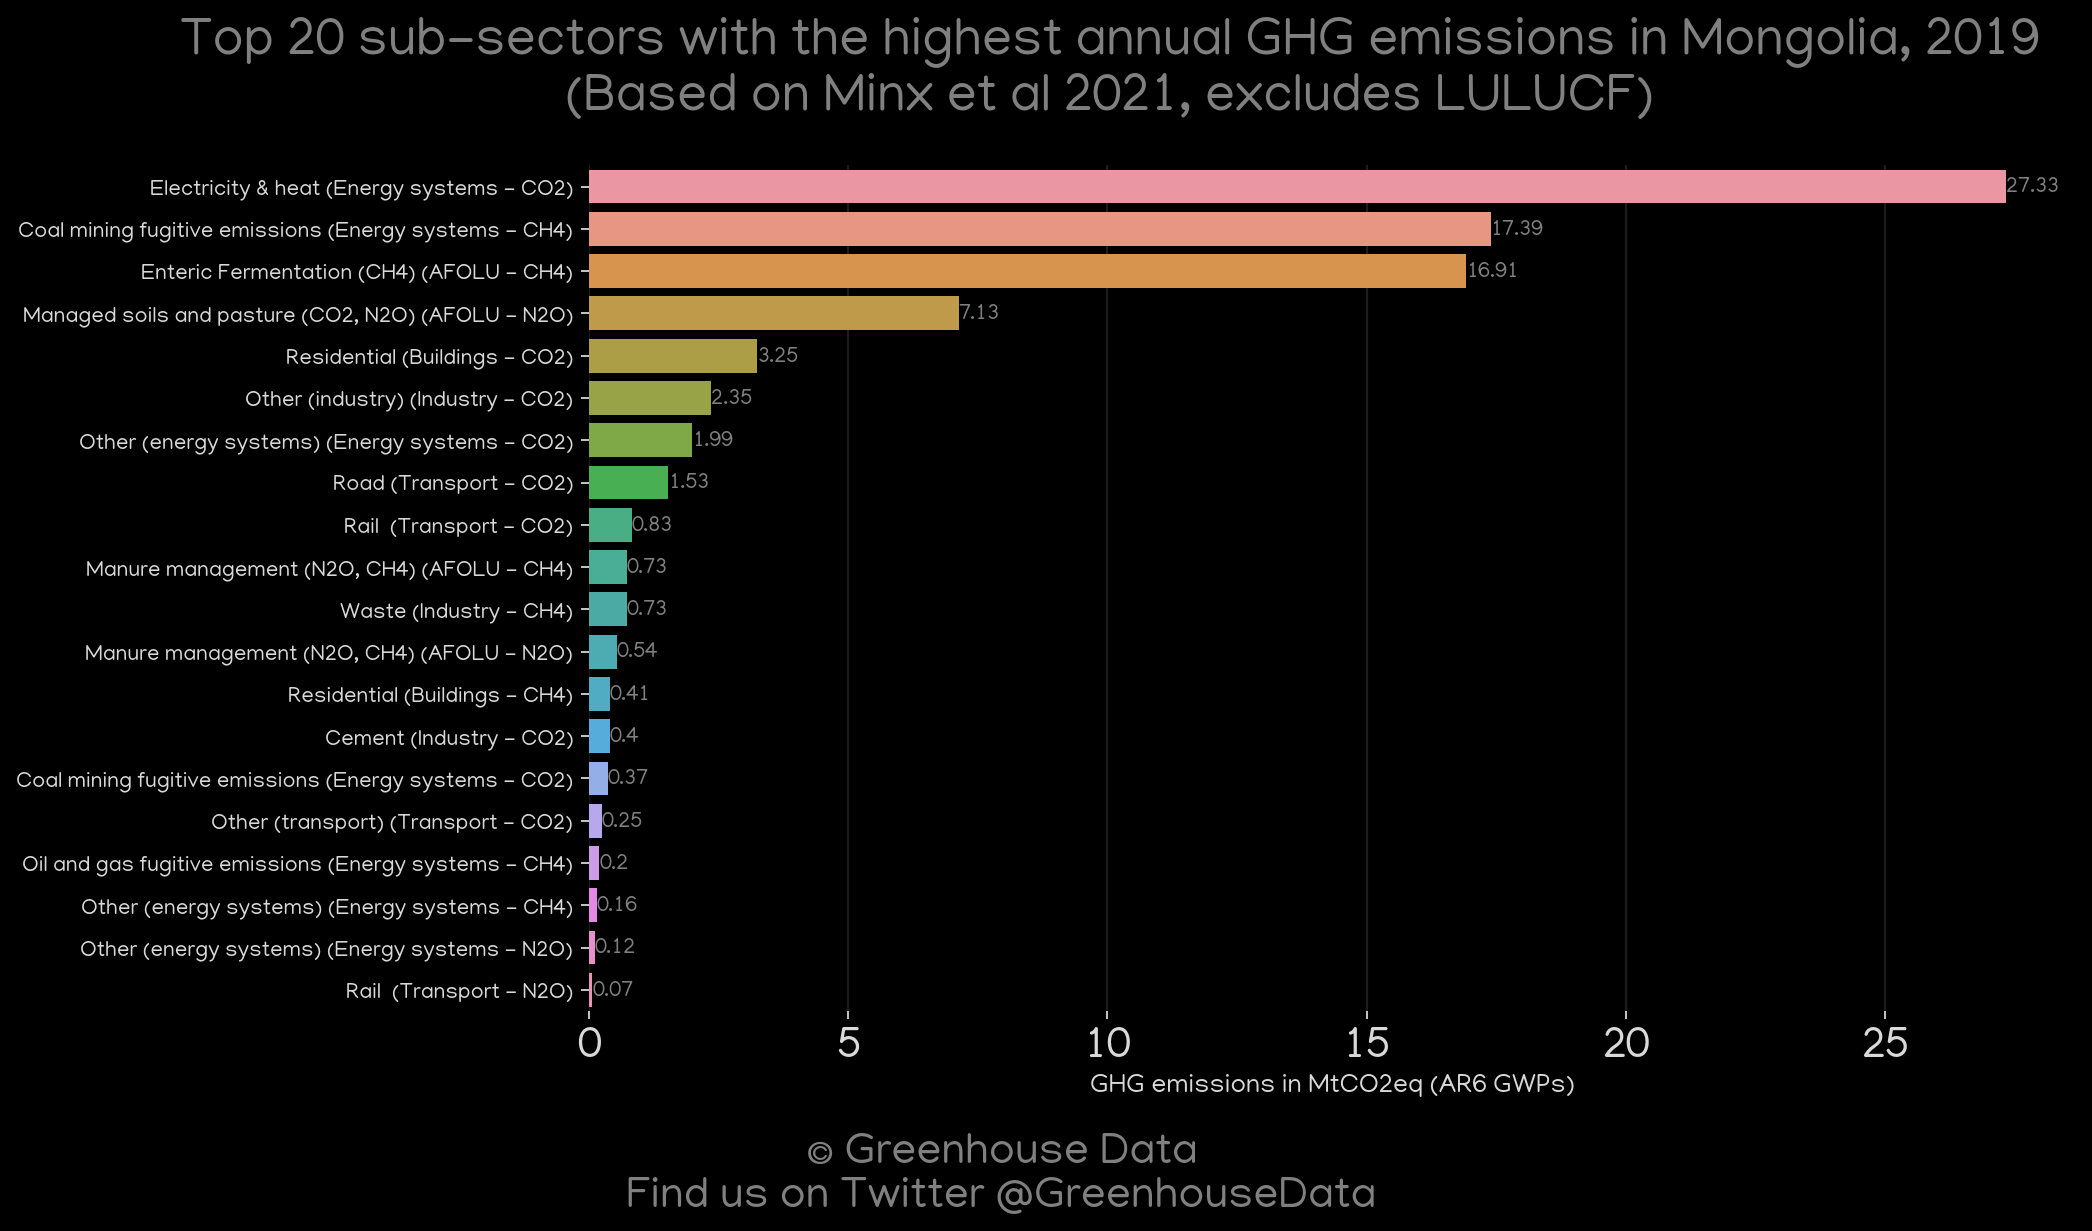 Top 20 sub-sectors with the highest annual GHG emissions in Mongolia, 2019
(Based on Minx et al 2021, excludes LULUCF)
Electricity & heat (Energy systems - CO2) 27.33
Coal mining fugitive emissions (Energy systems - CH4) 17.39
Enteric Fermentation (CH4) (AFOLU - CH4) 16.91
Managed soils and pasture (CO2, N2O) (AFOLU - N2O) 7.13
Residential (Buildings - CO2) 3.25
Other (industry) (Industry - CO2) 2.35
Other (energy systems) (Energy systems - CO2) 1.99
Road (Transport - CO2) 1.53
Rail  (Transport - CO2) 0.83
Manure management (N2O, CH4) (AFOLU - CH4) 0.73
Waste (Industry - CH4) 0.73
Manure management (N2O, CH4) (AFOLU - N2O) 0.54
Residential (Buildings - CH4) 0.41
Cement (Industry - CO2) 0.4
Coal mining fugitive emissions (Energy systems - CO2) 0.37
Other (transport) (Transport - CO2) 0.25
Oil and gas fugitive emissions (Energy systems - CH4) 0.2
Other (energy systems) (Energy systems - CH4) 0.16
Other (energy systems) (Energy systems - N2O) 0.12
Rail  (Transport - N2O) 0.07
0 5 10 15 20 25
GHG emissions in MtCO2eq (AR6 GWPs)
© Greenhouse Data
Find us on Twitter @GreenhouseData